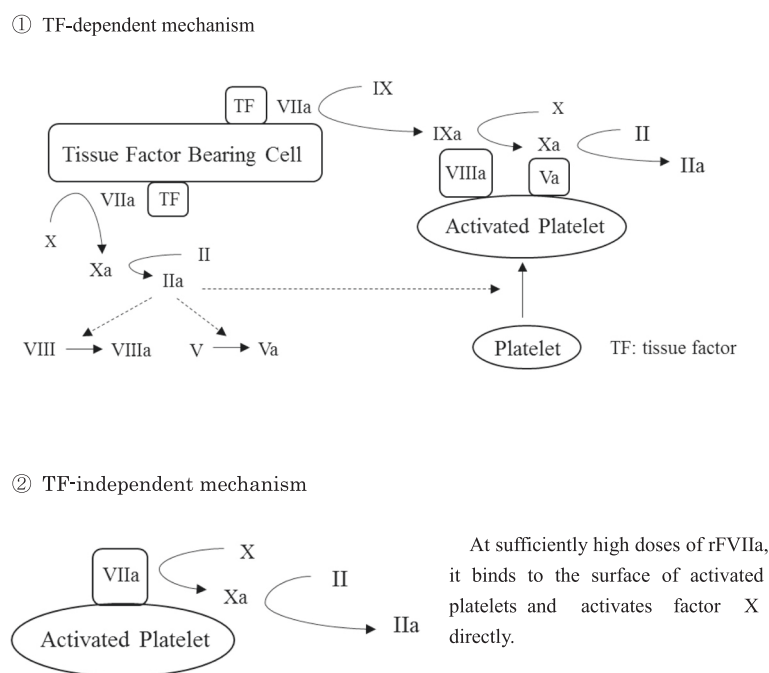 ① TF-dependent mechanism
TF VIIa IX
IXa X
Xa II
IIa
Tissue Factor Bearing Cell
VIIIa Va
VIIa TF
Activated Platelet
X
Xa II
IIa
VIII VIIIa V Va
Platelet TF: tissue factor
② TF-independent mechanism
VIIa X
Xa II
IIa
Activated Platelet
At sufficiently high doses of rFVIIa,
it binds to the surface of activated
platelets and activates factor X
directly.